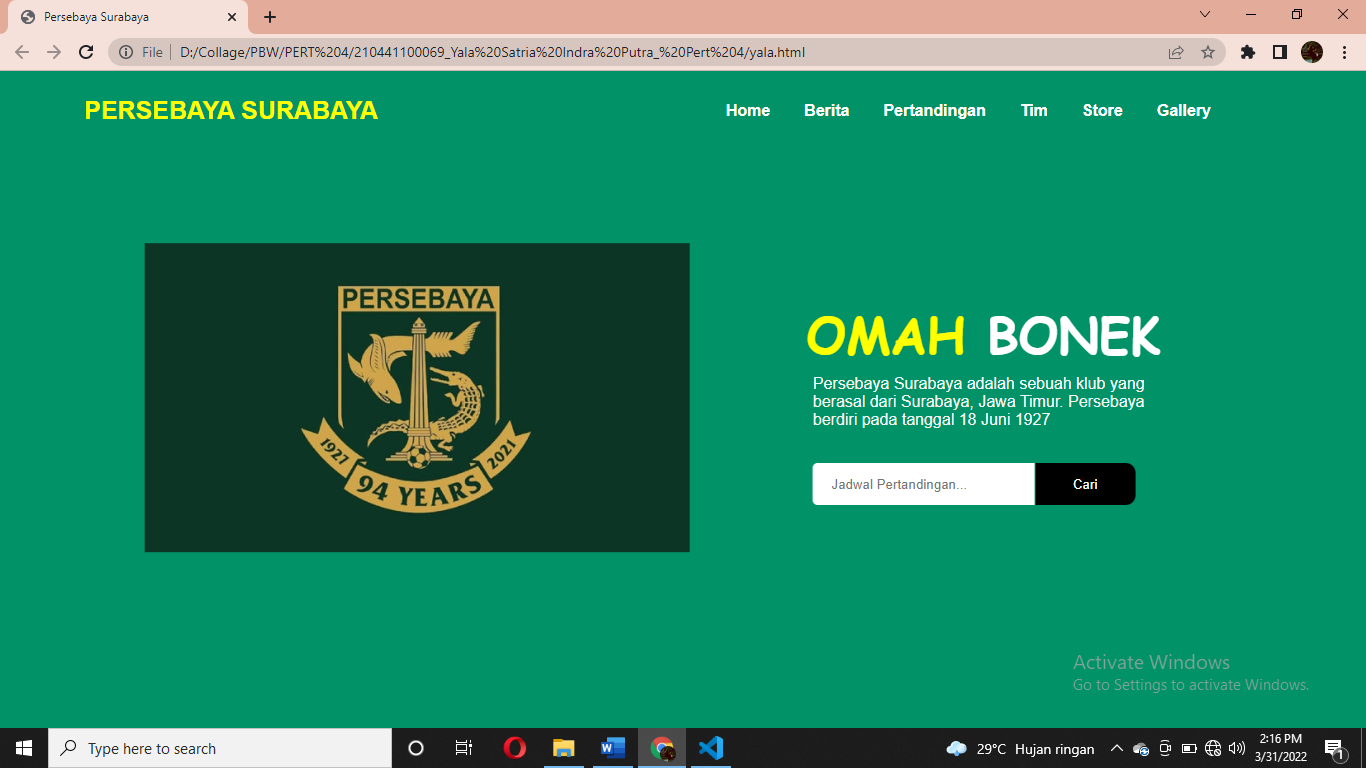 Persebaya Surabaya
File
D:/Collage/PBW/PERT%204/210441100069_Yala%20Satria%20Indra%20Putra_%20Pert%204/yala.html
PERSEBAYA SURABAYA
Home Berita Pertandingan Tim Store Gallery
PERSEBAYA
1927 94 YEARS 2021
OMAH BONEK
Persebaya Surabaya adalah sebuah klub yang
berasal dari Surabaya, Jawa Timur. Persebaya
berdiri pada tanggal 18 Juni 1927
Jadwal Pertandingan... Cari
Activate Windows
Go to Settings to activate Windows.
Type here to search
29°C Hujan ringan
2:16 PM
3/31/2022
1